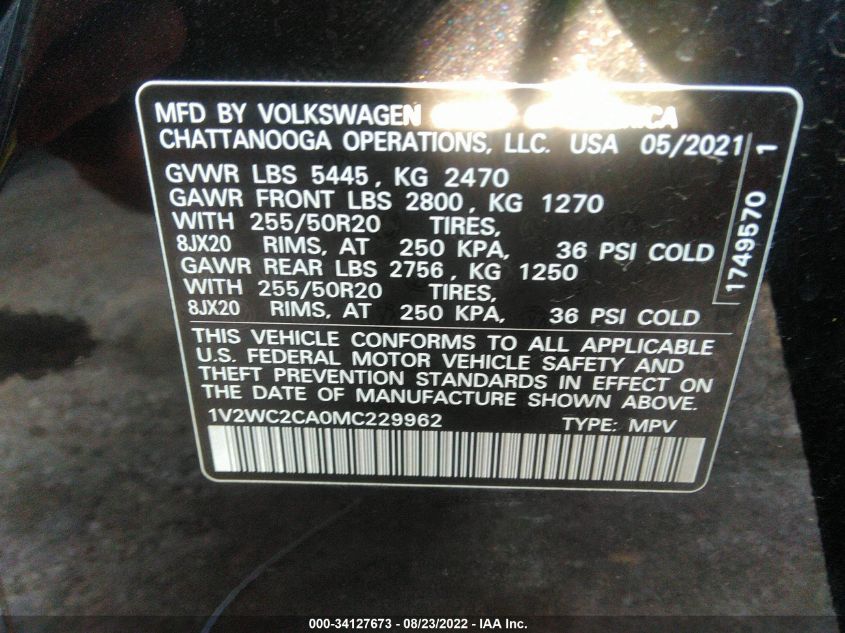 MFD BY VOLKSWAGEN
CHATTANOOGA OPERATIONS, LLC. USA 05/2021
GVWR LBS 5445, KG 2470
GAWR FRONT LBS 2800, KG 1270
WITH 255/50R20 TIRES,
8JX20 RIMS, AT 250 KPA, 36 PSI COLD
GAWR REAR LBS 2756, KG 1250
WITH 255/50R20 TIRES,
8JX20 RIMS, AT 250 KPA, 36 PSI COLD
THIS VEHICLE CONFORMS TO ALL APPLICABLE
U.S. FEDERAL MOTOR VEHICLE SAFETY AND
THEFT PREVENTION STANDARDS IN EFFECT ON
THE DATE OF MANUFACTURE SHOWN ABOVE.
1V2WC2CA0MC229962 TYPE: MPV
1749570 1
000-34127673 - 08/23/2022 - IAA Inc.